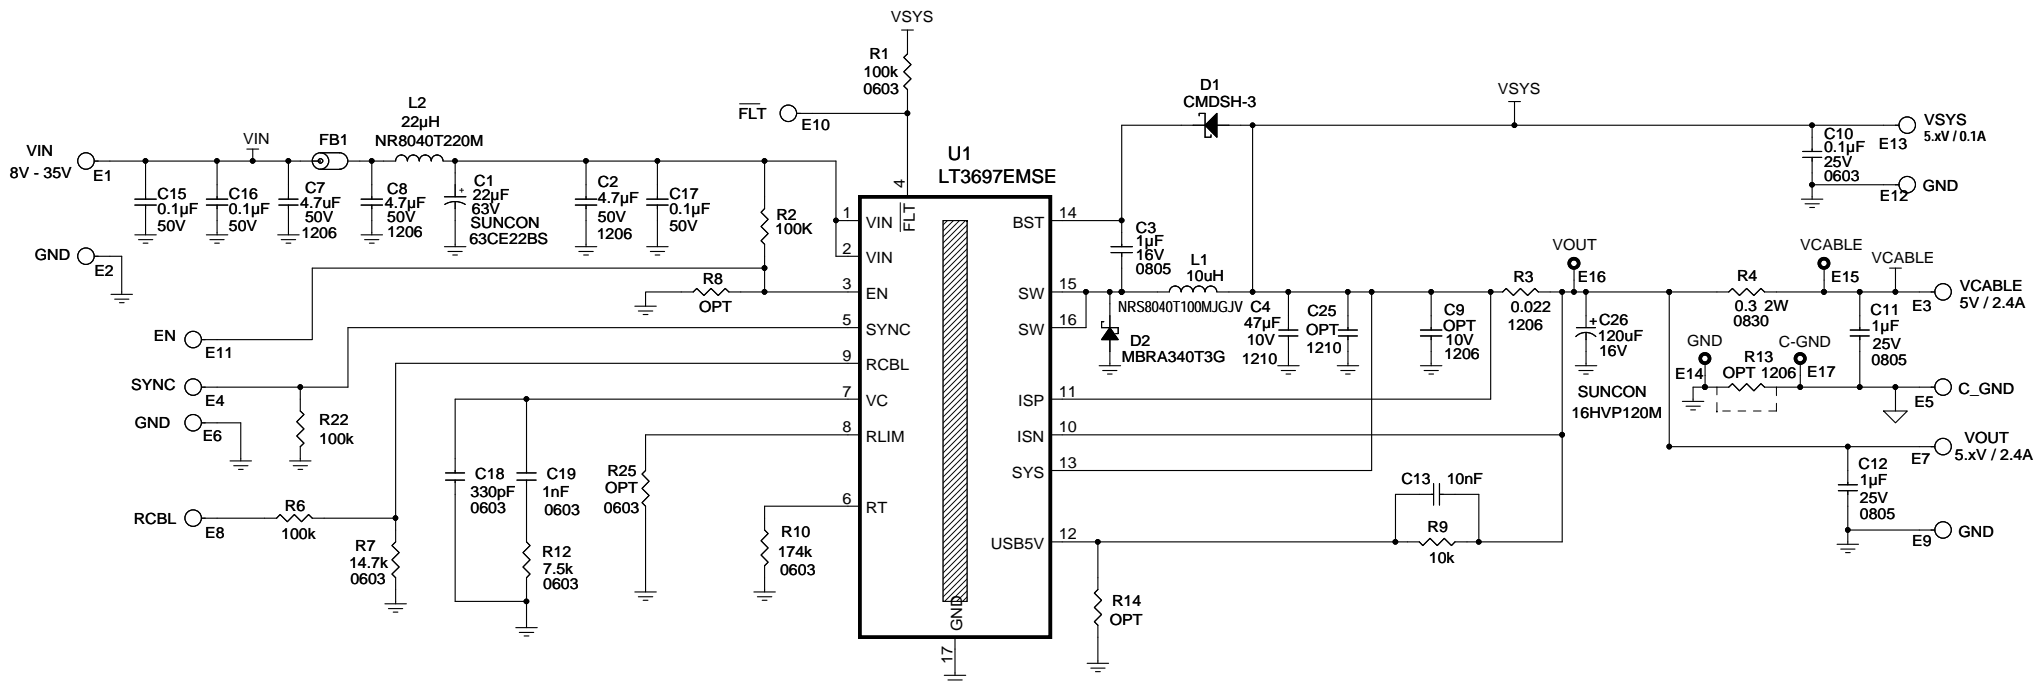 VSYS
R1
100k
0603
FLT
E10
D1
CMDSH-3
VSYS
VSYS
5.xV / 0.1A
E13
C10
0.1µF
25V
0603
GND
E12
VIN
8V - 35V
E1
VIN
FB1
L2
22µH
NR8040T220M
C15
0.1µF
50V
C16
0.1µF
50V
C7
4.7uF
50V
1206
C8
4.7µF
50V
1206
+
C1
22µF
63V
SUNCON
63CE22BS
C2
4.7µF
50V
1206
C17
0.1µF
50V
R2
100K
GND
E2
R8
OPT
EN
E11
SYNC
E4
GND
E6
R22
100k
RCBL
E8
R6
100k
R7
14.7k
0603
C18
330pF
0603
C19
1nF
0603
R12
7.5k
0603
R25
OPT
0603
R10
174k
0603
U1
LT3697EMSE
4
FLT
1
VIN
2
VIN
3
EN
5
SYNC
9
RCBL
7
VC
8
RLIM
6
RT
GND
17
BST
14
SW
15
SW
16
ISP
11
ISN
10
SYS
13
USB5V
12
C3
1µF
16V
0805
L1
10uH
NRS8040T100MJGJV
D2
MBRA340T3G
C4
47µF
10V
1210
C25
OPT
1210
C9
OPT
10V
1206
R3
0.022
1206
VOUT
E16
+
C26
120uF
16V
SUNCON
16HVP120M
R4
0.3 2W
0830
VCABLE
E15
VCABLE
VCABLE
5V / 2.4A
E3
C11
1µF
25V
0805
GND
E14
R13
OPT 1206
C-GND
E17
C_GND
E5
VOUT
5.xV / 2.4A
E7
C12
1µF
25V
0805
GND
E9
C13 10nF
R9
10k
R14
OPT